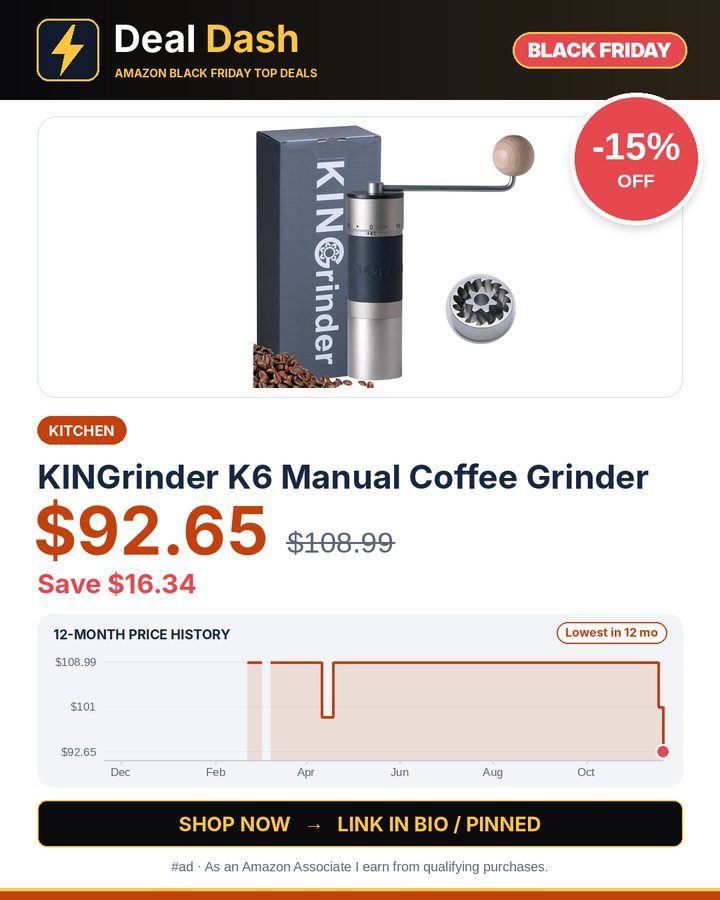 Deal Dash
AMAZON BLACK FRIDAY TOP DEALS
BLACK FRIDAY
-15%
OFF
KINGrinder
KITCHEN
KINGrinder K6 Manual Coffee Grinder
$92.65 $108.99
Save $16.34
12-MONTH PRICE HISTORY
Lowest in 12 mo
$108.99
$101
$92.65
Dec Feb Apr Jun Aug Oct
SHOP NOW → LINK IN BIO / PINNED
#ad · As an Amazon Associate I earn from qualifying purchases.